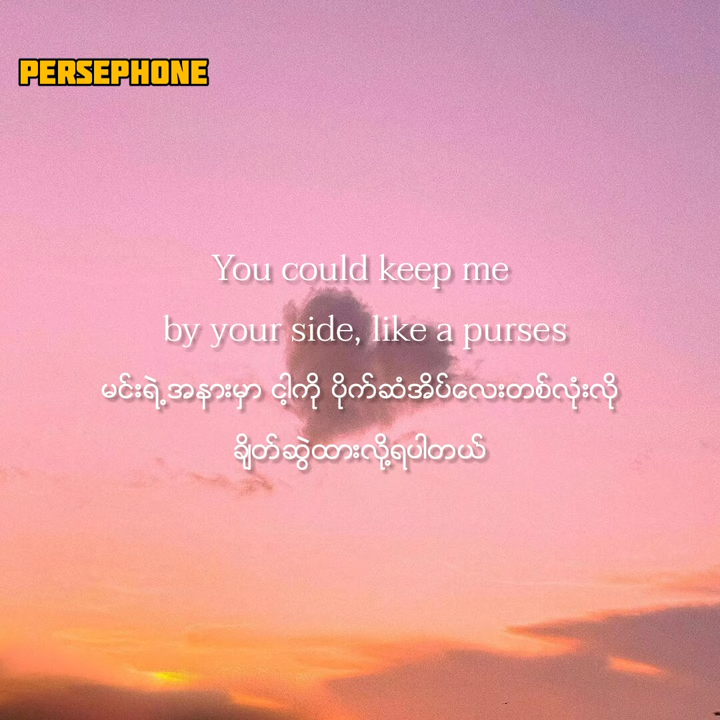 PERSEPHONE
You could keep me
by your side, like a purses
မင်းရဲ့အနားမှာ ငါ့ကို ပိုက်ဆံအိပ်လေးတစ်လုံးလို
ချိတ်ဆွဲထားလို့ရပါတယ်